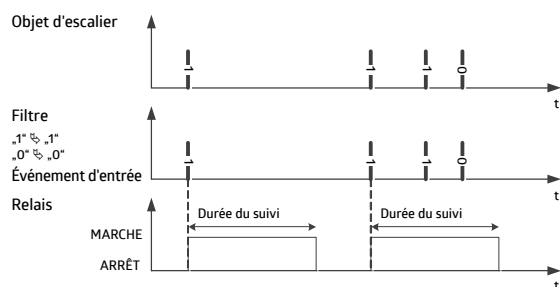 Objet d'escalier
1 1 1 0
t
Filtre
„1“ ⇨ „1“
„0“ ⇨ „0“
Événement d'entrée
1 1 1 0
t
Relais
Durée du suivi Durée du suivi
MARCHE
ARRÊT
t